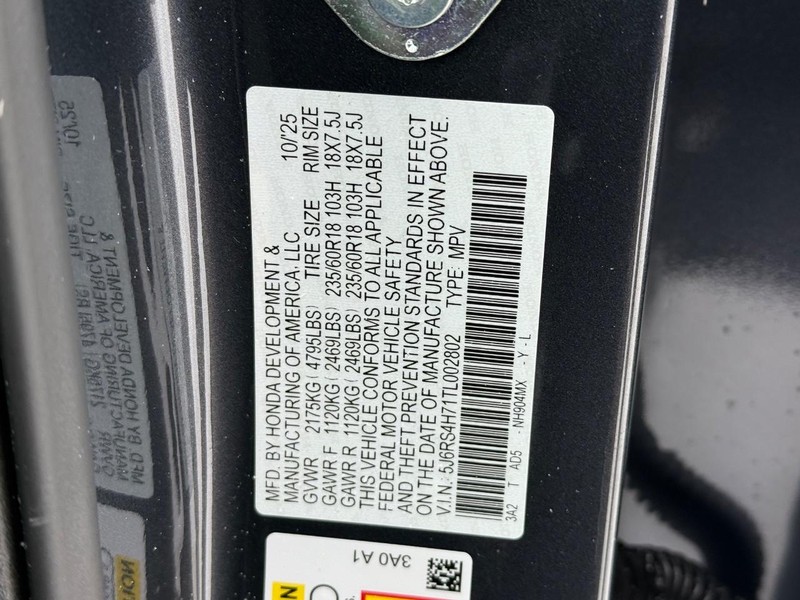 MFD. BY HONDA DEVELOPMENT &
MANUFACTURING OF AMERICA, LLC 10/'25
GVWR 2175KG ( 4795LBS) TIRE SIZE RIM SIZE
GAWR F 1120KG ( 2469LBS) 235/60R18 103H 18X7.5J
GAWR R 1120KG ( 2469LBS) 235/60R18 103H 18X7.5J
THIS VEHICLE CONFORMS TO ALL APPLICABLE
FEDERAL MOTOR VEHICLE SAFETY
AND THEFT PREVENTION STANDARDS IN EFFECT
ON THE DATE OF MANUFACTURE SHOWN ABOVE.
V.I.N: 5J6RS4H71TL002802 TYPE: MPV
3A2 T AD5 - NH904MX - Y - L
3A0 A1